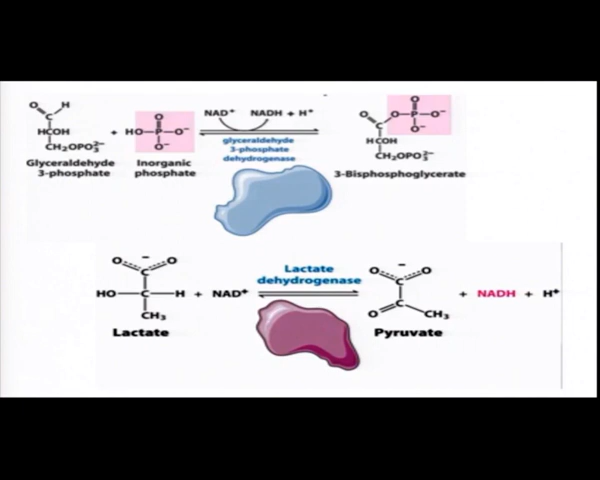 O H
C
HCOH
CH₂OPO₃²⁻
Glyceraldehyde
3-phosphate
+
O
HO—P—O⁻
O⁻
Inorganic
phosphate
NAD⁺ NADH + H⁺
glyceraldehyde
3-phosphate
dehydrogenase
O
O—P—O⁻
O C O⁻
HCOH
CH₂OPO₃²⁻
3-Bisphosphoglycerate
O − O
C
HO—C—H + NAD⁺
CH₃
Lactate
Lactate
dehydrogenase
O − O
C
O C CH₃
Pyruvate
+ NADH + H⁺